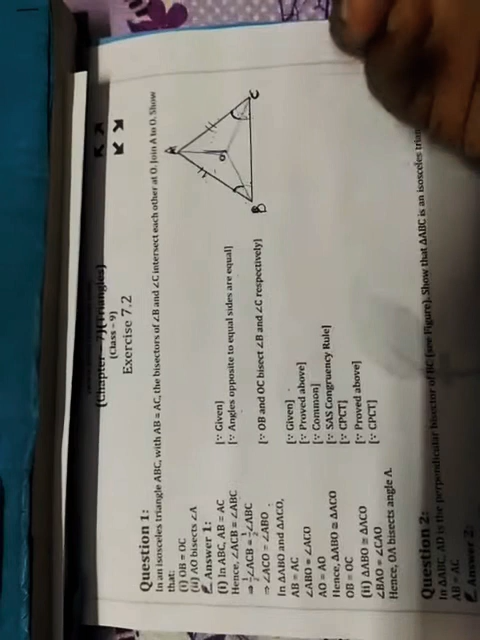 (Chapter – 7)(Triangles)
(Class – 9)
Exercise 7.2
Question 1:
In an isosceles triangle ABC, with AB = AC, the bisectors of ∠B and ∠C intersect each other at O. Join A to O. Show
that:
(i) OB = OC
(ii) AO bisects ∠A
Answer 1:
(i) In ABC, AB = AC [∵ Given]
Hence, ∠ACB = ∠ABC [∵ Angles opposite to equal sides are equal]
⇒ 1/2 ∠ACB = 1/2 ∠ABC
⇒ ∠ACO = ∠ABO [∵ OB and OC bisect ∠B and ∠C respectively]
In ΔABO and ΔACO,
AB = AC [∵ Given]
∠ABO = ∠ACO [∵ Proved above]
AO = AO [∵ Common]
Hence, ΔABO ≅ ΔACO [∵ SAS Congruency Rule]
OB = OC [∵ CPCT]
(ii) ΔABO ≅ ΔACO [∵ Proved above]
∠BAO = ∠CAO [∵ CPCT]
Hence, OA bisects angle A.
A
O
B
C
Question 2:
In ΔABC, AD is the perpendicular bisector of BC (see Figure). Show that ΔABC is an isosceles
AB = AC
Answer 2: